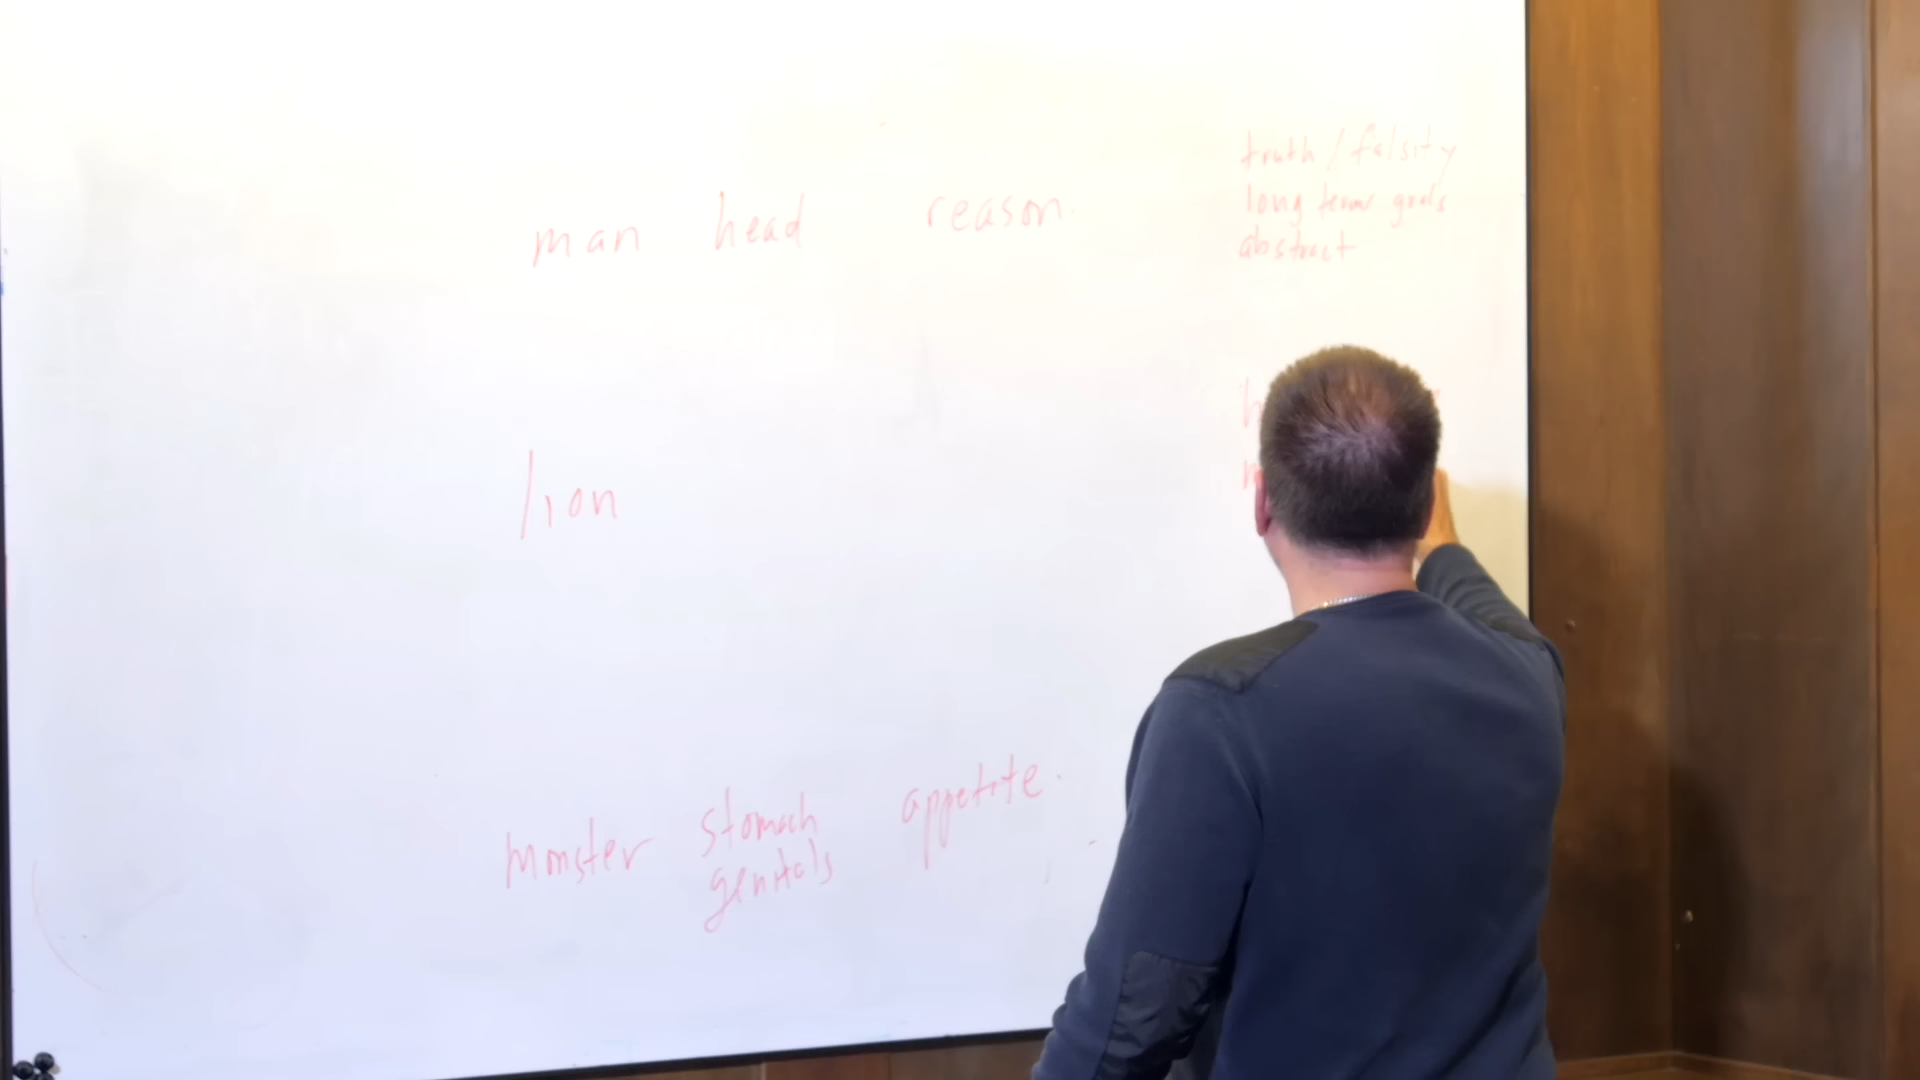 man head reason.
truth / falsity
long term goals
abstract
lion
monster stomach appetite.
genitals